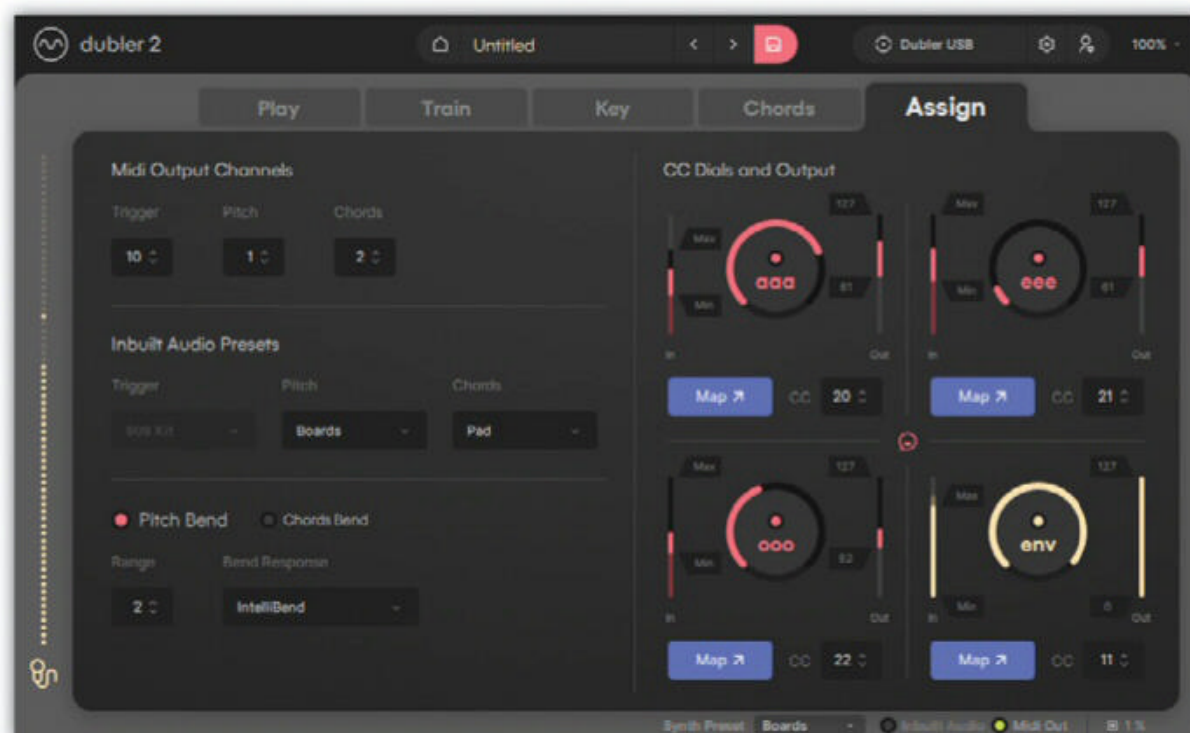 dubler 2
Untitled
Dubler USB
100%
Play
Train
Key
Chords
Assign
Midi Output Channels
Trigger
Pitch
Chords
10
1
2
Inbuilt Audio Presets
Trigger
Pitch
Chords
808 Kit
Boards
Pad
Pitch Bend
Chords Bend
Range
Bend Response
2
IntelliBend
CC Dials and Output
Max
Min
127
81
aaa
In
Out
Map
CC
20
Max
Min
127
61
eee
In
Out
Map
CC
21
Max
Min
127
52
ooo
In
Out
Map
CC
22
Max
Min
127
0
env
In
Out
Map
CC
11
Synth Preset
Boards
Inbuilt Audio
Midi Out
1 %